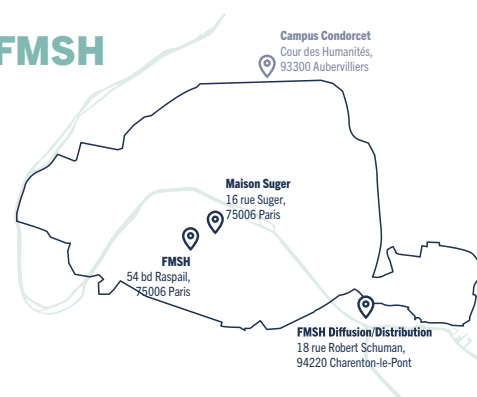 FMSH
Campus Condorcet
Cour des Humanités,
93300 Aubervilliers
Maison Suger
16 rue Suger,
75006 Paris
FMSH
54 bd Raspail,
75006 Paris
FMSH Diffusion/Distribution
18 rue Robert Schuman,
94220 Charenton-le-Pont